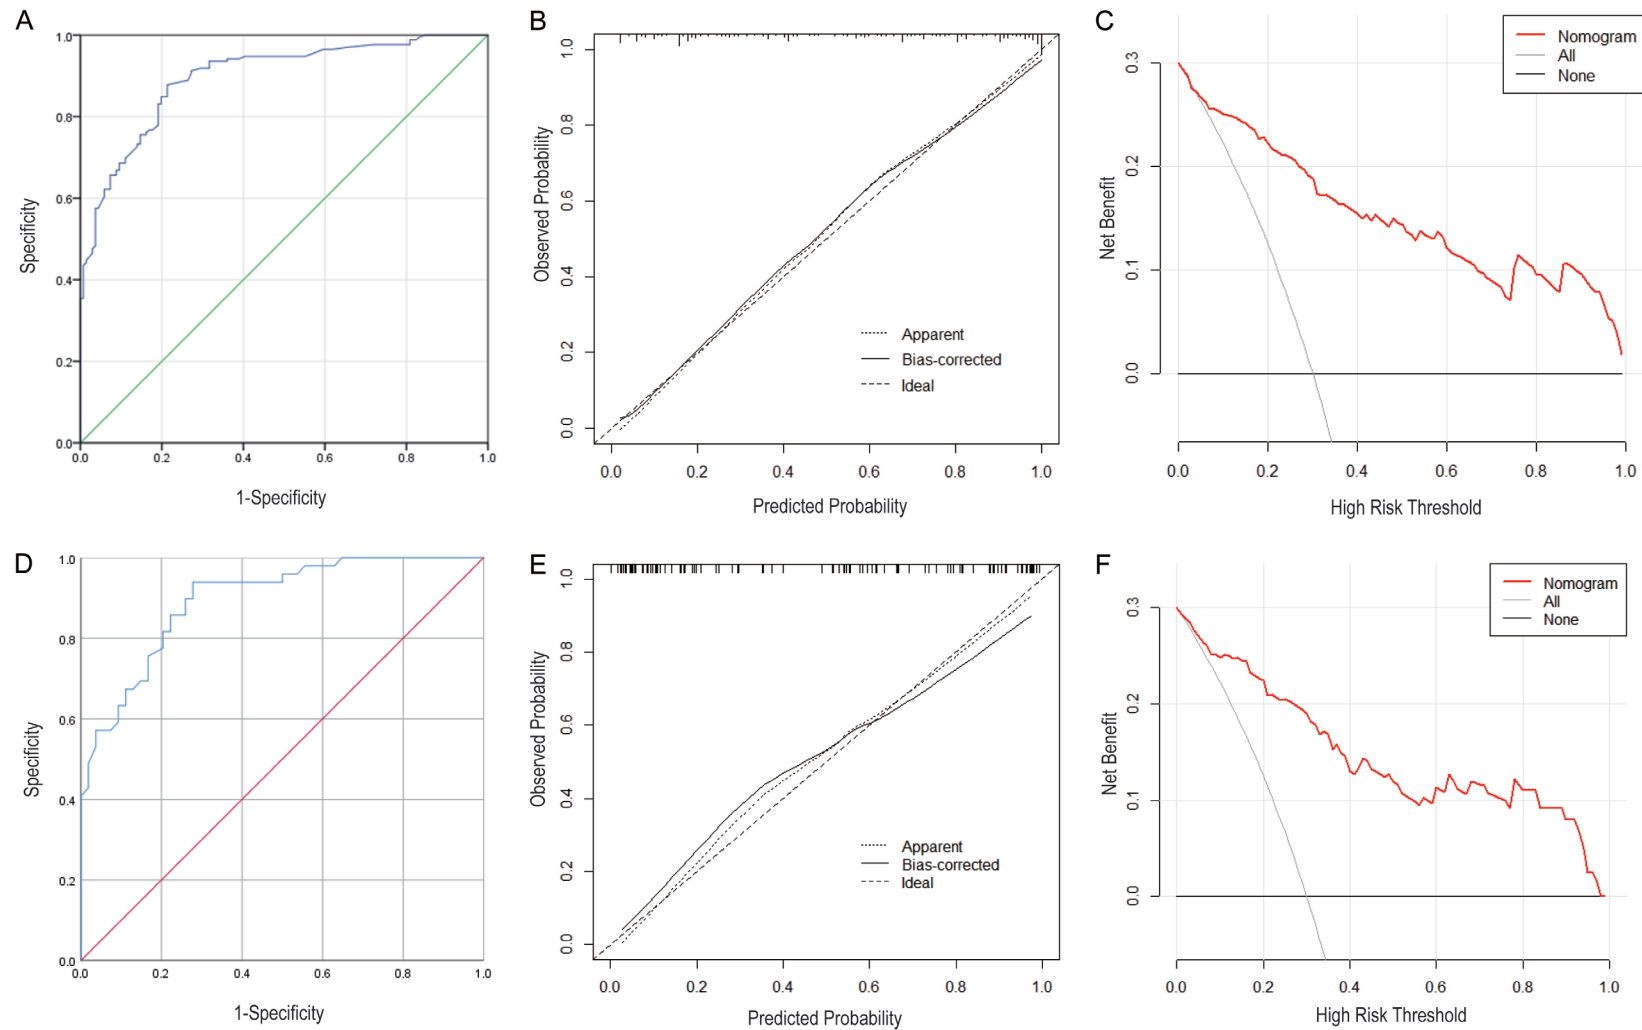 A
1.0
0.8
0.6
0.4
0.2
0.0
Specificity
0.0 0.2 0.4 0.6 0.8 1.0
1-Specificity
B
1.0
0.8
0.6
0.4
0.2
0.0
Observed Probability
Apparent
Bias-corrected
Ideal
0.0 0.2 0.4 0.6 0.8 1.0
Predicted Probability
C
Nomogram
All
None
0.3
0.2
0.1
0.0
Net Benefit
0.0 0.2 0.4 0.6 0.8 1.0
High Risk Threshold
D
1.0
0.8
0.6
0.4
0.2
0.0
Specificity
0.0 0.2 0.4 0.6 0.8 1.0
1-Specificity
E
1.0
0.8
0.6
0.4
0.2
0.0
Observed Probability
Apparent
Bias-corrected
Ideal
0.0 0.2 0.4 0.6 0.8 1.0
Predicted Probability
F
Nomogram
All
None
0.3
0.2
0.1
0.0
Net Benefit
0.0 0.2 0.4 0.6 0.8 1.0
High Risk Threshold